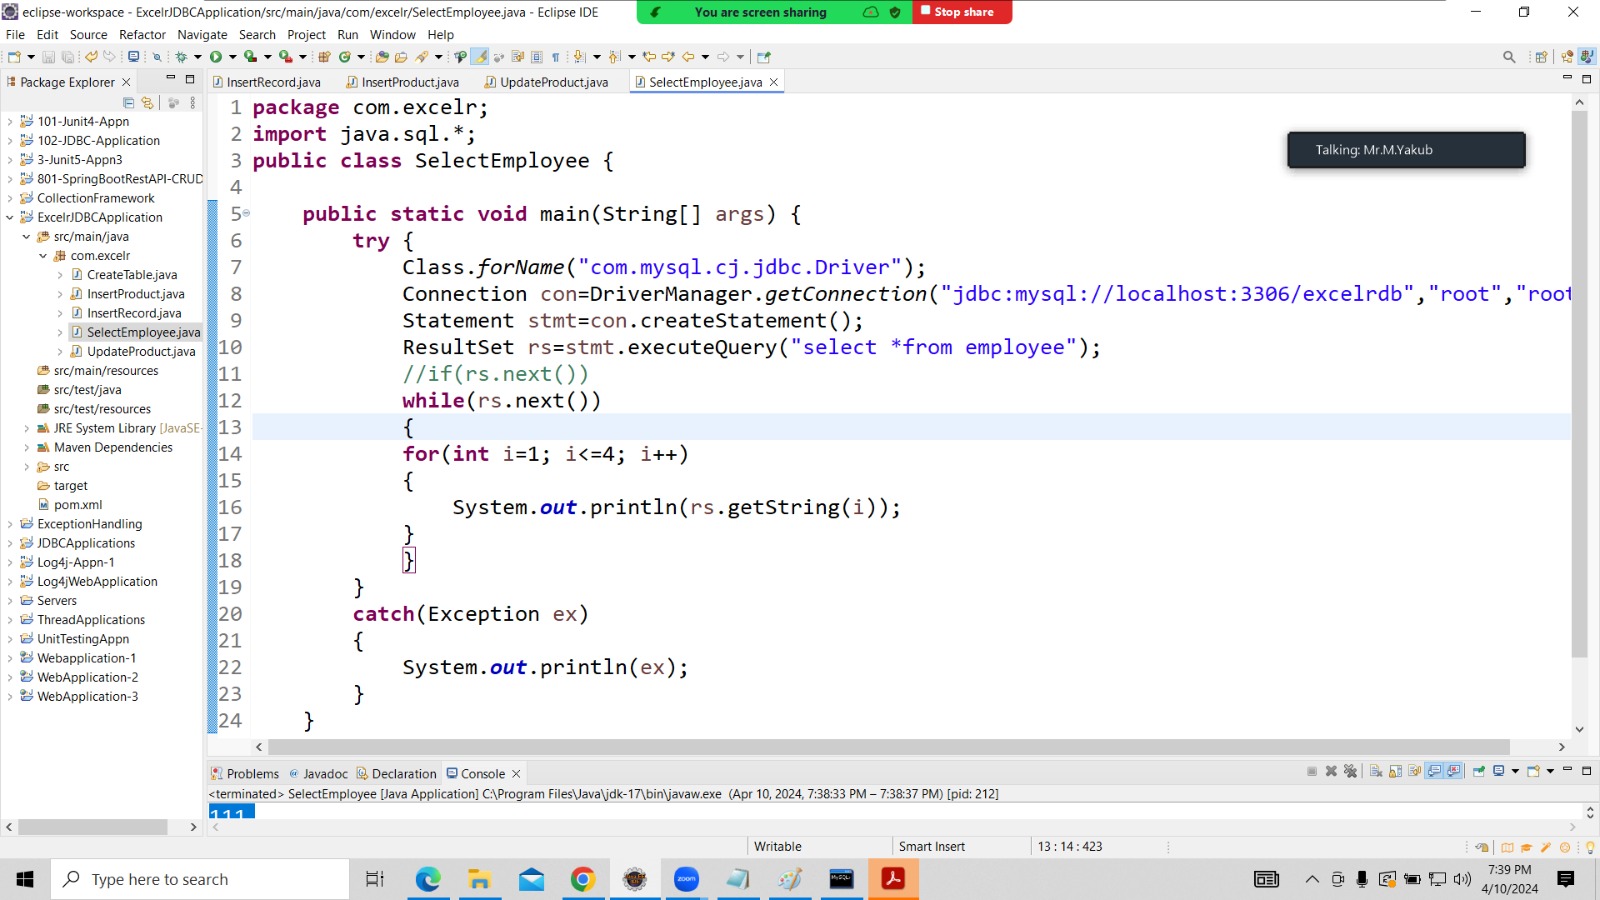 eclipse-workspace - ExcelrJDBCApplication/src/main/java/com/excelr/SelectEmployee.java - Eclipse IDE
You are screen sharing
Stop share
File Edit Source Refactor Navigate Search Project Run Window Help
Package Explorer
InsertRecord.java
InsertProduct.java
UpdateProduct.java
SelectEmployee.java
101-Junit4-Appn
102-JDBC-Application
3-Junit5-Appn3
801-SpringBootRestAPI-CRUD
CollectionFramework
ExcelrJDBCApplication
src/main/java
com.excelr
CreateTable.java
InsertProduct.java
InsertRecord.java
SelectEmployee.java
UpdateProduct.java
src/main/resources
src/test/java
src/test/resources
JRE System Library [JavaSE-
Maven Dependencies
src
target
pom.xml
ExceptionHandling
JDBCApplications
Log4j-Appn-1
Log4jWebApplication
Servers
ThreadApplications
UnitTestingAppn
Webapplication-1
WebApplication-2
WebApplication-3
1 package com.excelr;
2 import java.sql.*;
3 public class SelectEmployee {
4
5 public static void main(String[] args) {
6 try {
7 Class.forName("com.mysql.cj.jdbc.Driver");
8 Connection con=DriverManager.getConnection("jdbc:mysql://localhost:3306/excelrdb","root","root
9 Statement stmt=con.createStatement();
10 ResultSet rs=stmt.executeQuery("select *from employee");
11 //if(rs.next())
12 while(rs.next())
13 {
14 for(int i=1; i<=4; i++)
15 {
16 System.out.println(rs.getString(i));
17 }
18 }
19 }
20 catch(Exception ex)
21 {
22 System.out.println(ex);
23 }
24 }
Talking: Mr.M.Yakub
Problems Javadoc Declaration Console
<terminated> SelectEmployee [Java Application] C:\Program Files\Java\jdk-17\bin\javaw.exe (Apr 10, 2024, 7:38:33 PM – 7:38:37 PM) [pid: 212]
111
Writable
Smart Insert
13 : 14 : 423
Type here to search
zoom
7:39 PM
4/10/2024